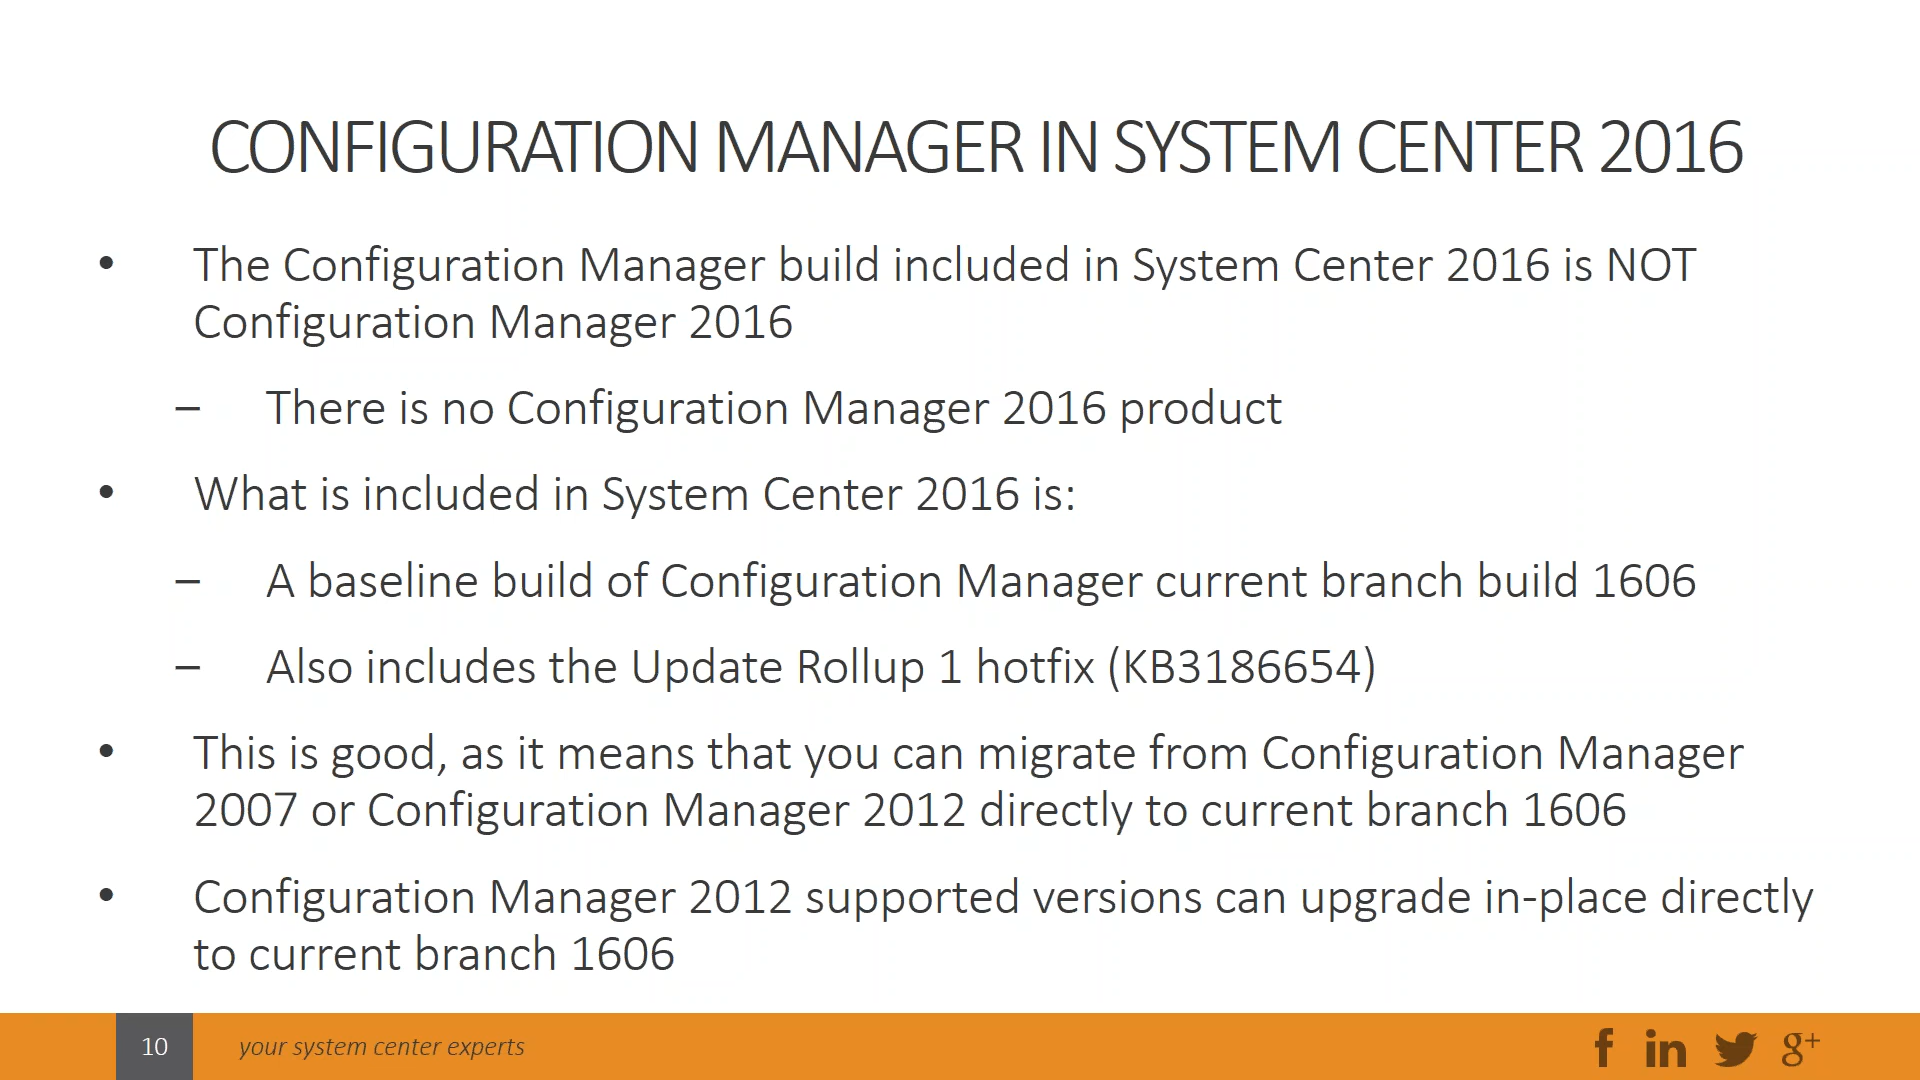 CONFIGURATION MANAGER IN SYSTEM CENTER 2016
• The Configuration Manager build included in System Center 2016 is NOT
Configuration Manager 2016
– There is no Configuration Manager 2016 product
• What is included in System Center 2016 is:
– A baseline build of Configuration Manager current branch build 1606
– Also includes the Update Rollup 1 hotfix (KB3186654)
• This is good, as it means that you can migrate from Configuration Manager
2007 or Configuration Manager 2012 directly to current branch 1606
• Configuration Manager 2012 supported versions can upgrade in-place directly
to current branch 1606
10 your system center experts f in g+